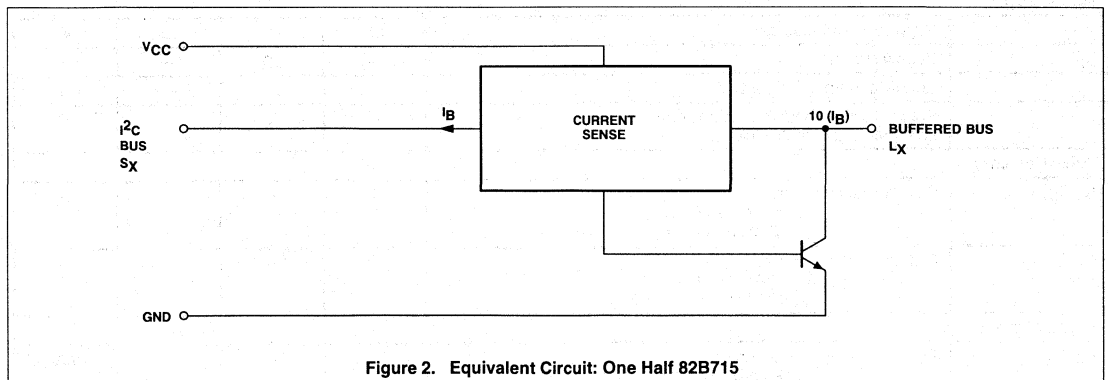 VCC
IB
CURRENT
SENSE
10 (IB)
I2C
BUS
SX
BUFFERED BUS
LX
GND
Figure 2. Equivalent Circuit: One Half 82B715